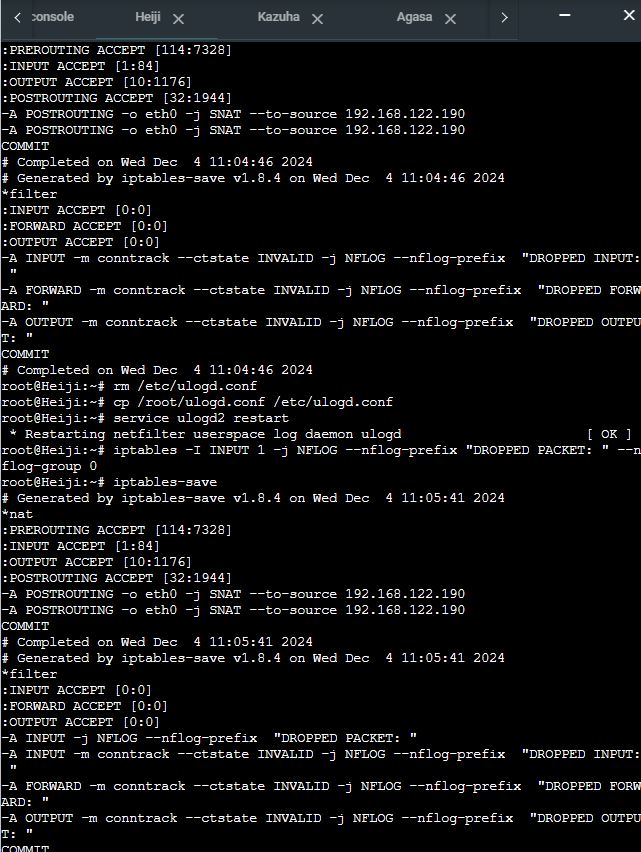 console Heiji Kazuha Agasa
:PREROUTING ACCEPT [114:7328]
:INPUT ACCEPT [1:84]
:OUTPUT ACCEPT [10:1176]
:POSTROUTING ACCEPT [32:1944]
-A POSTROUTING -o eth0 -j SNAT --to-source 192.168.122.190
-A POSTROUTING -o eth0 -j SNAT --to-source 192.168.122.190
COMMIT
# Completed on Wed Dec  4 11:04:46 2024
# Generated by iptables-save v1.8.4 on Wed Dec  4 11:04:46 2024
*filter
:INPUT ACCEPT [0:0]
:FORWARD ACCEPT [0:0]
:OUTPUT ACCEPT [0:0]
-A INPUT -m conntrack --ctstate INVALID -j NFLOG --nflog-prefix  "DROPPED INPUT:
 "
-A FORWARD -m conntrack --ctstate INVALID -j NFLOG --nflog-prefix  "DROPPED FORW
ARD: "
-A OUTPUT -m conntrack --ctstate INVALID -j NFLOG --nflog-prefix  "DROPPED OUTPU
T: "
COMMIT
# Completed on Wed Dec  4 11:04:46 2024
root@Heiji:~# rm /etc/ulogd.conf
root@Heiji:~# cp /root/ulogd.conf /etc/ulogd.conf
root@Heiji:~# service ulogd2 restart
 * Restarting netfilter userspace log daemon ulogd                       [ OK ]
root@Heiji:~# iptables -I INPUT 1 -j NFLOG --nflog-prefix "DROPPED PACKET: " --n
flog-group 0
root@Heiji:~# iptables-save
# Generated by iptables-save v1.8.4 on Wed Dec  4 11:05:41 2024
*nat
:PREROUTING ACCEPT [114:7328]
:INPUT ACCEPT [1:84]
:OUTPUT ACCEPT [10:1176]
:POSTROUTING ACCEPT [32:1944]
-A POSTROUTING -o eth0 -j SNAT --to-source 192.168.122.190
-A POSTROUTING -o eth0 -j SNAT --to-source 192.168.122.190
COMMIT
# Completed on Wed Dec  4 11:05:41 2024
# Generated by iptables-save v1.8.4 on Wed Dec  4 11:05:41 2024
*filter
:INPUT ACCEPT [0:0]
:FORWARD ACCEPT [0:0]
:OUTPUT ACCEPT [0:0]
-A INPUT -j NFLOG --nflog-prefix  "DROPPED PACKET: "
-A INPUT -m conntrack --ctstate INVALID -j NFLOG --nflog-prefix  "DROPPED INPUT:
 "
-A FORWARD -m conntrack --ctstate INVALID -j NFLOG --nflog-prefix  "DROPPED FORW
ARD: "
-A OUTPUT -m conntrack --ctstate INVALID -j NFLOG --nflog-prefix  "DROPPED OUTPU
T: "
COMMIT